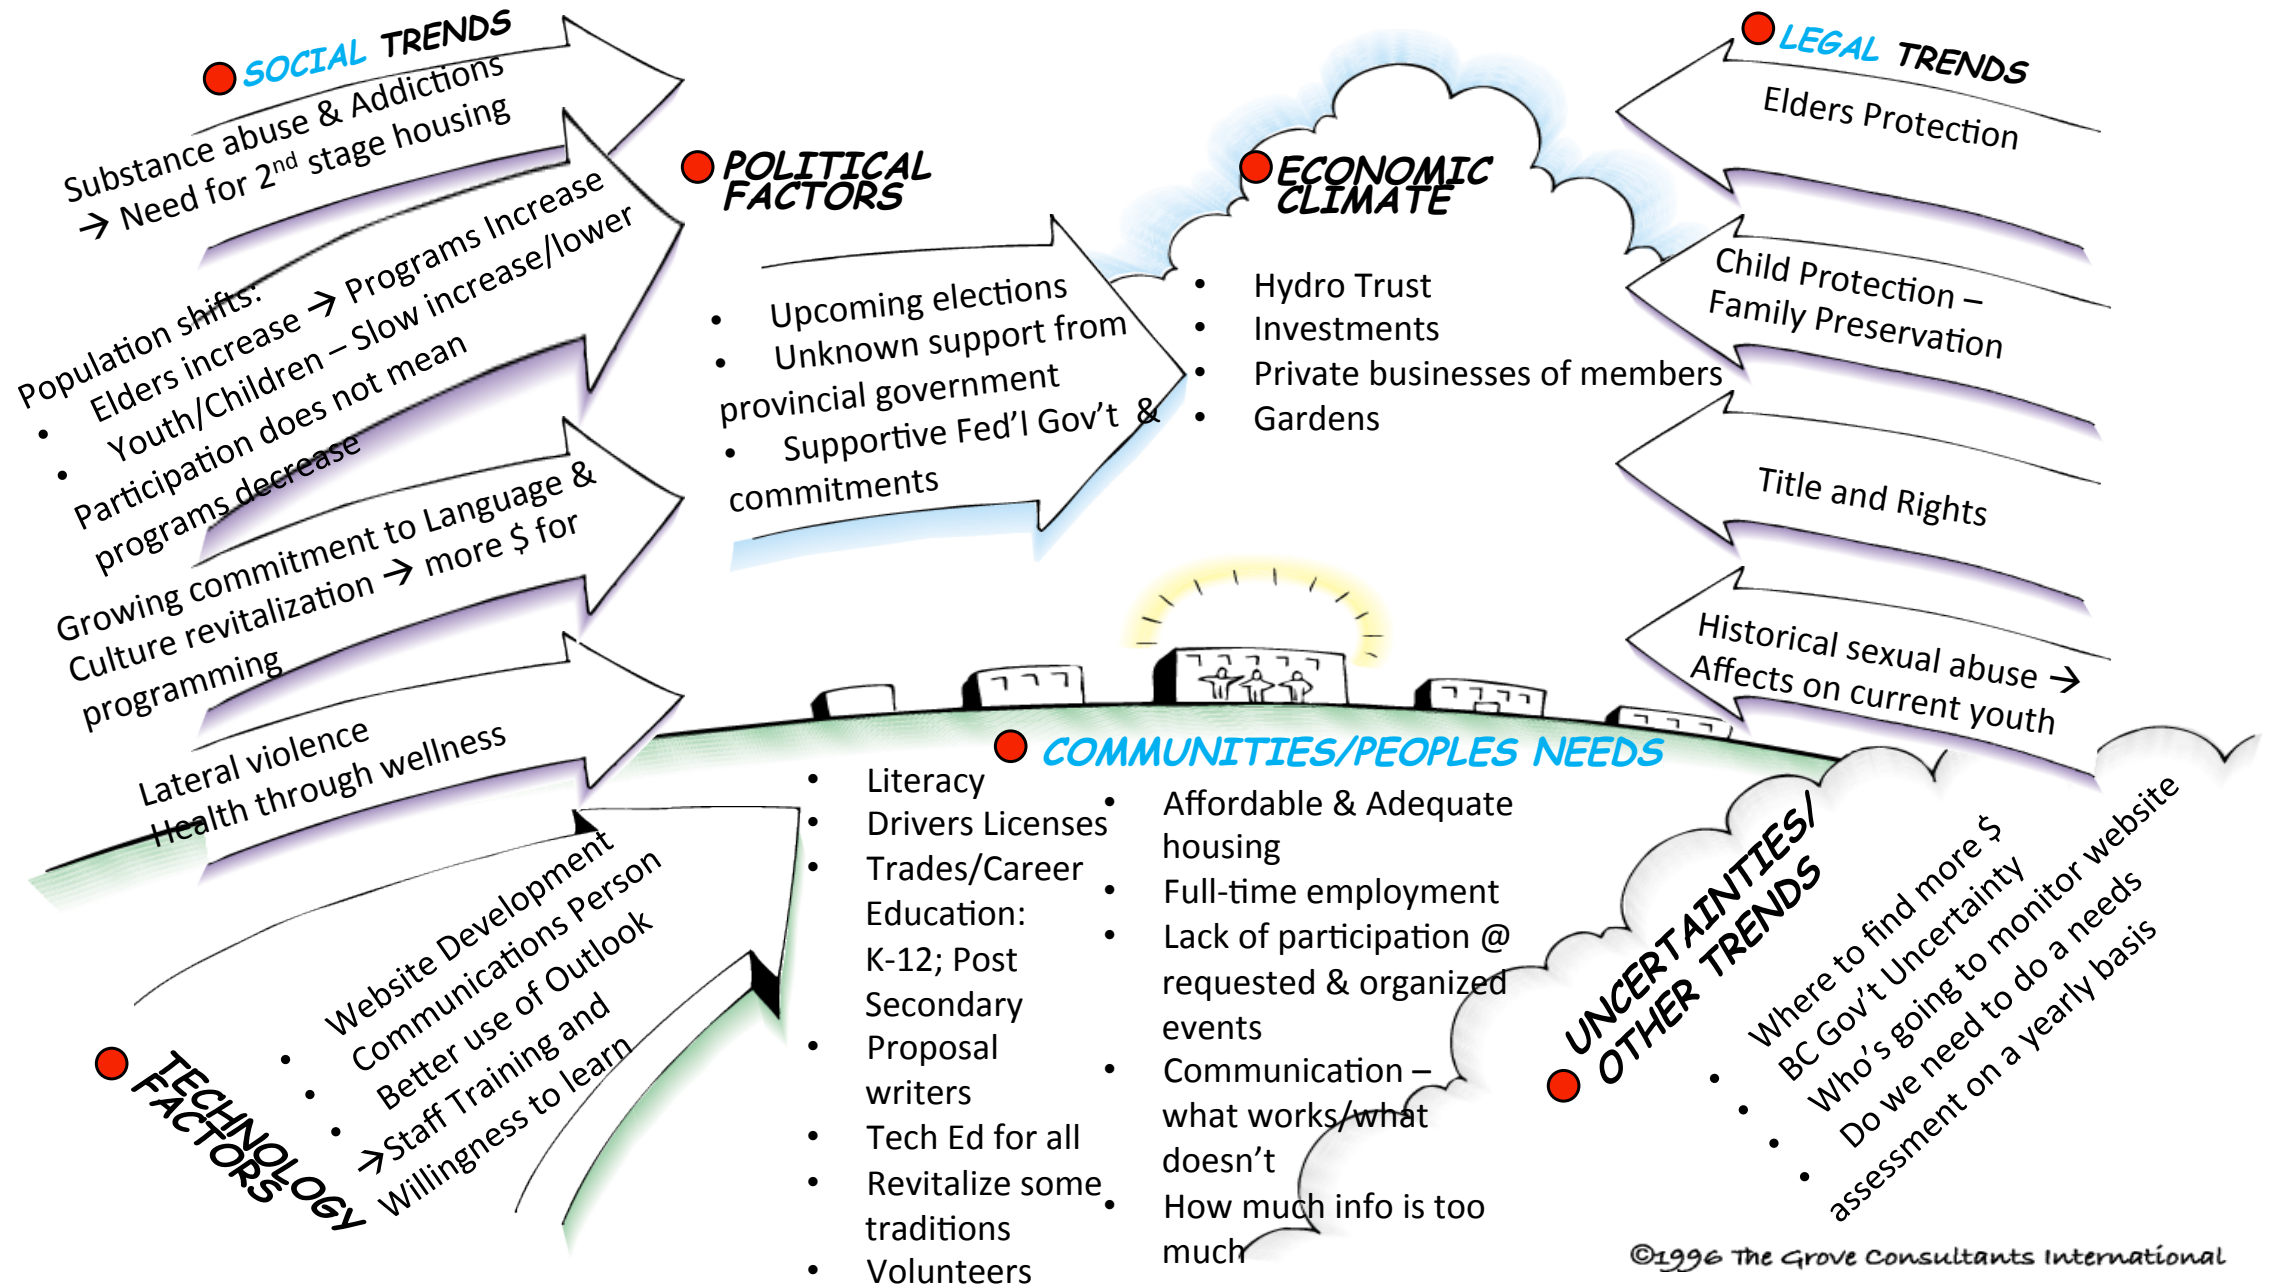 SOCIAL TRENDS
Substance abuse & Addictions
→ Need for 2nd stage housing
Population shifts:
• Elders increase → Programs Increase
• Youth/Children – Slow increase/lower
Participation does not mean
programs decrease
Growing commitment to Language &
Culture revitalization → more $ for
programming
Lateral violence
Health through wellness
POLITICAL
FACTORS
• Upcoming elections
• Unknown support from
provincial government
• Supportive Fed'l Gov't &
commitments
ECONOMIC
CLIMATE
• Hydro Trust
• Investments
• Private businesses of members
• Gardens
LEGAL TRENDS
Elders Protection
Child Protection –
Family Preservation
Title and Rights
Historical sexual abuse →
Affects on current youth
TECHNOLOGY
FACTORS
• Website Development
• Communications Person
• Better use of Outlook
→Staff Training and
Willingness to learn
COMMUNITIES/PEOPLES NEEDS
• Literacy
• Drivers Licenses
• Trades/Career
Education:
K-12; Post
Secondary
• Proposal
writers
• Tech Ed for all
• Revitalize some
traditions
• Volunteers
• Affordable & Adequate
housing
• Full-time employment
• Lack of participation @
requested & organized
events
• Communication –
what works/what
doesn't
• How much info is too
much
UNCERTAINTIES/
OTHER TRENDS
• Where to find more $
• BC Gov't Uncertainty
• Who's going to monitor website
• Do we need to do a needs
assessment on a yearly basis
©1996 The Grove Consultants International